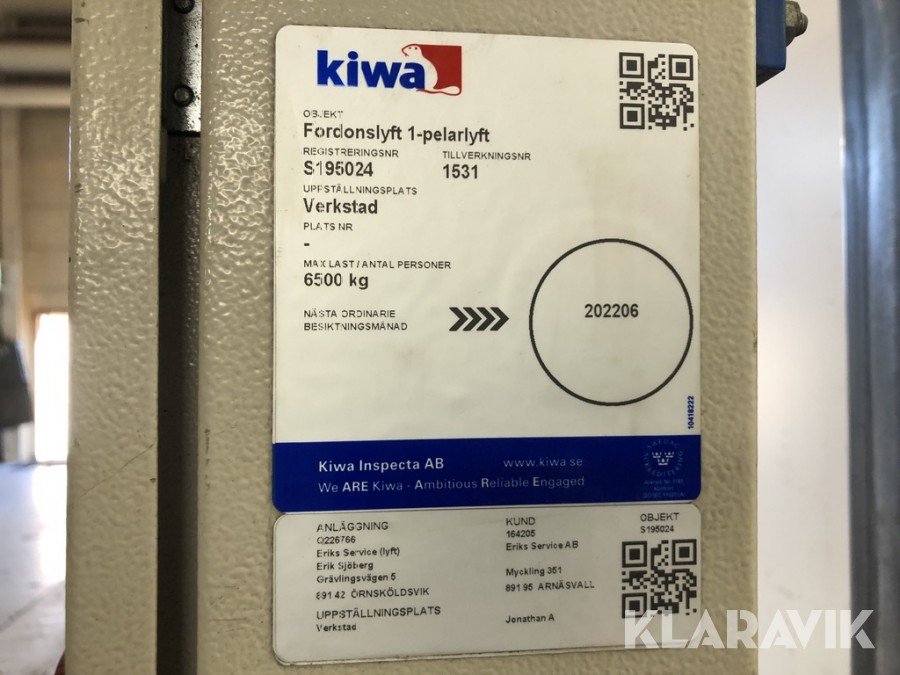 kiwa
OBJEKT
Fordonslyft 1-pelarlyft
REGISTRERINGSNR TILLVERKNINGSNR
S195024 1531
UPPSTÄLLNINGSPLATS
Verkstad
PLATS NR
-
MAX LAST / ANTAL PERSONER
6500 kg
NÄSTA ORDINARIE
BESIKTNINGSMÅNAD
202206
10418222
Kiwa Inspecta AB www.kiwa.se
We ARE Kiwa - Ambitious Reliable Engaged
ANLÄGGNING KUND OBJEKT
Q226766 164205 S195024
Eriks Service (lyft) Eriks Service AB
Erik Sjöberg
Grävlingsvägen 5 Myckling 351
891 42 ÖRNSKÖLDSVIK 891 95 ARNÄSVALL
UPPSTÄLLNINGSPLATS
Verkstad Jonathan A
KLARAVIK